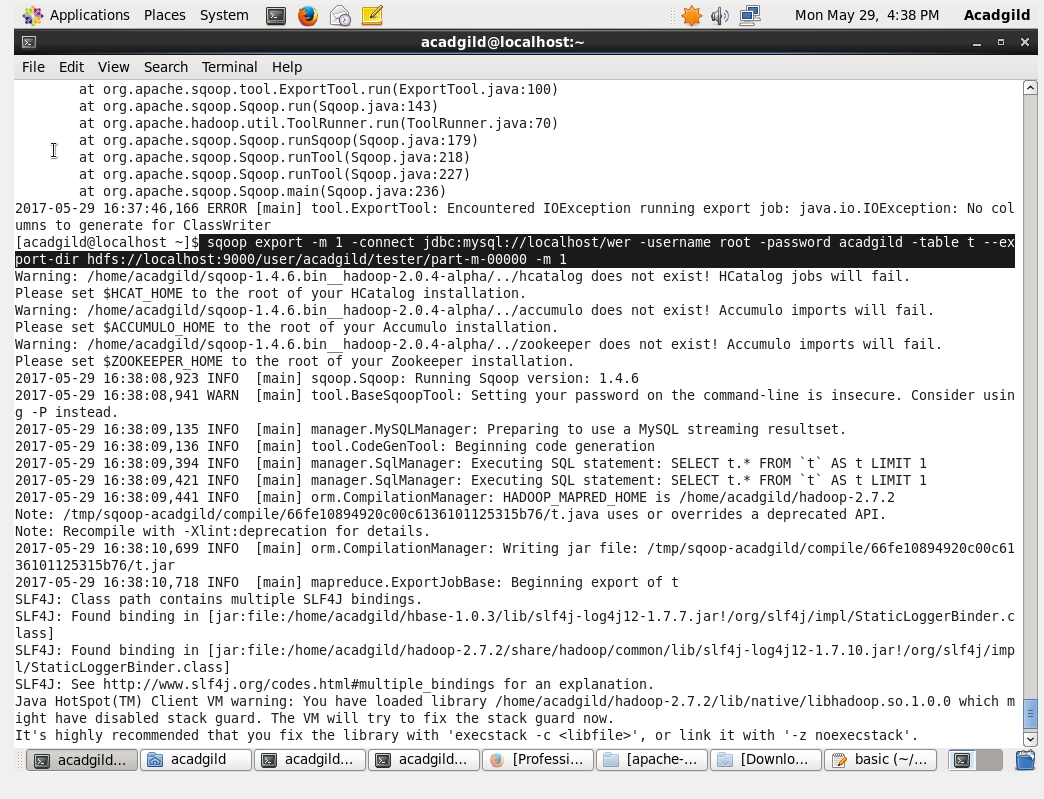 Applications Places System Mon May 29, 4:38 PM Acadgild
acadgild@localhost:~
File Edit View Search Terminal Help
at org.apache.sqoop.tool.ExportTool.run(ExportTool.java:100)
at org.apache.sqoop.Sqoop.run(Sqoop.java:143)
at org.apache.hadoop.util.ToolRunner.run(ToolRunner.java:70)
at org.apache.sqoop.Sqoop.runSqoop(Sqoop.java:179)
at org.apache.sqoop.Sqoop.runTool(Sqoop.java:218)
at org.apache.sqoop.Sqoop.runTool(Sqoop.java:227)
at org.apache.sqoop.Sqoop.main(Sqoop.java:236)
2017-05-29 16:37:46,166 ERROR [main] tool.ExportTool: Encountered IOException running export job: java.io.IOException: No col
umns to generate for ClassWriter
[acadgild@localhost ~]$ sqoop export -m 1 -connect jdbc:mysql://localhost/wer -username root -password acadgild -table t --ex
port-dir hdfs://localhost:9000/user/acadgild/tester/part-m-00000 -m 1
Warning: /home/acadgild/sqoop-1.4.6.bin__hadoop-2.0.4-alpha/../hcatalog does not exist! HCatalog jobs will fail.
Please set $HCAT_HOME to the root of your HCatalog installation.
Warning: /home/acadgild/sqoop-1.4.6.bin__hadoop-2.0.4-alpha/../accumulo does not exist! Accumulo imports will fail.
Please set $ACCUMULO_HOME to the root of your Accumulo installation.
Warning: /home/acadgild/sqoop-1.4.6.bin__hadoop-2.0.4-alpha/../zookeeper does not exist! Accumulo imports will fail.
Please set $ZOOKEEPER_HOME to the root of your Zookeeper installation.
2017-05-29 16:38:08,923 INFO  [main] sqoop.Sqoop: Running Sqoop version: 1.4.6
2017-05-29 16:38:08,941 WARN  [main] tool.BaseSqoopTool: Setting your password on the command-line is insecure. Consider usin
g -P instead.
2017-05-29 16:38:09,135 INFO  [main] manager.MySQLManager: Preparing to use a MySQL streaming resultset.
2017-05-29 16:38:09,136 INFO  [main] tool.CodeGenTool: Beginning code generation
2017-05-29 16:38:09,394 INFO  [main] manager.SqlManager: Executing SQL statement: SELECT t.* FROM `t` AS t LIMIT 1
2017-05-29 16:38:09,421 INFO  [main] manager.SqlManager: Executing SQL statement: SELECT t.* FROM `t` AS t LIMIT 1
2017-05-29 16:38:09,441 INFO  [main] orm.CompilationManager: HADOOP_MAPRED_HOME is /home/acadgild/hadoop-2.7.2
Note: /tmp/sqoop-acadgild/compile/66fe10894920c00c6136101125315b76/t.java uses or overrides a deprecated API.
Note: Recompile with -Xlint:deprecation for details.
2017-05-29 16:38:10,699 INFO  [main] orm.CompilationManager: Writing jar file: /tmp/sqoop-acadgild/compile/66fe10894920c00c61
36101125315b76/t.jar
2017-05-29 16:38:10,718 INFO  [main] mapreduce.ExportJobBase: Beginning export of t
SLF4J: Class path contains multiple SLF4J bindings.
SLF4J: Found binding in [jar:file:/home/acadgild/hbase-1.0.3/lib/slf4j-log4j12-1.7.7.jar!/org/slf4j/impl/StaticLoggerBinder.c
lass]
SLF4J: Found binding in [jar:file:/home/acadgild/hadoop-2.7.2/share/hadoop/common/lib/slf4j-log4j12-1.7.10.jar!/org/slf4j/imp
l/StaticLoggerBinder.class]
SLF4J: See http://www.slf4j.org/codes.html#multiple_bindings for an explanation.
Java HotSpot(TM) Client VM warning: You have loaded library /home/acadgild/hadoop-2.7.2/lib/native/libhadoop.so.1.0.0 which m
ight have disabled stack guard. The VM will try to fix the stack guard now.
It's highly recommended that you fix the library with 'execstack -c <libfile>', or link it with '-z noexecstack'.
acadgild... acadgild acadgild... acadgild... [Professi... [apache-... [Downlo... basic (~/...